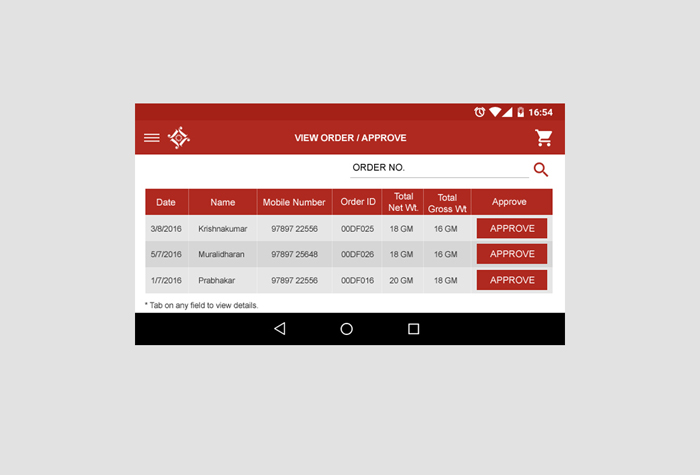 16:54
VIEW ORDER / APPROVE
ORDER NO.
Date Name Mobile Number Order ID Total Net Wt. Total Gross Wt Approve
3/8/2016 Krishnakumar 97897 22556 00DF025 18 GM 16 GM APPROVE
5/7/2016 Muralidharan 97897 25648 00DF026 18 GM 16 GM APPROVE
1/7/2016 Prabhakar 97897 22556 00DF016 20 GM 18 GM APPROVE
* Tab on any field to view details.